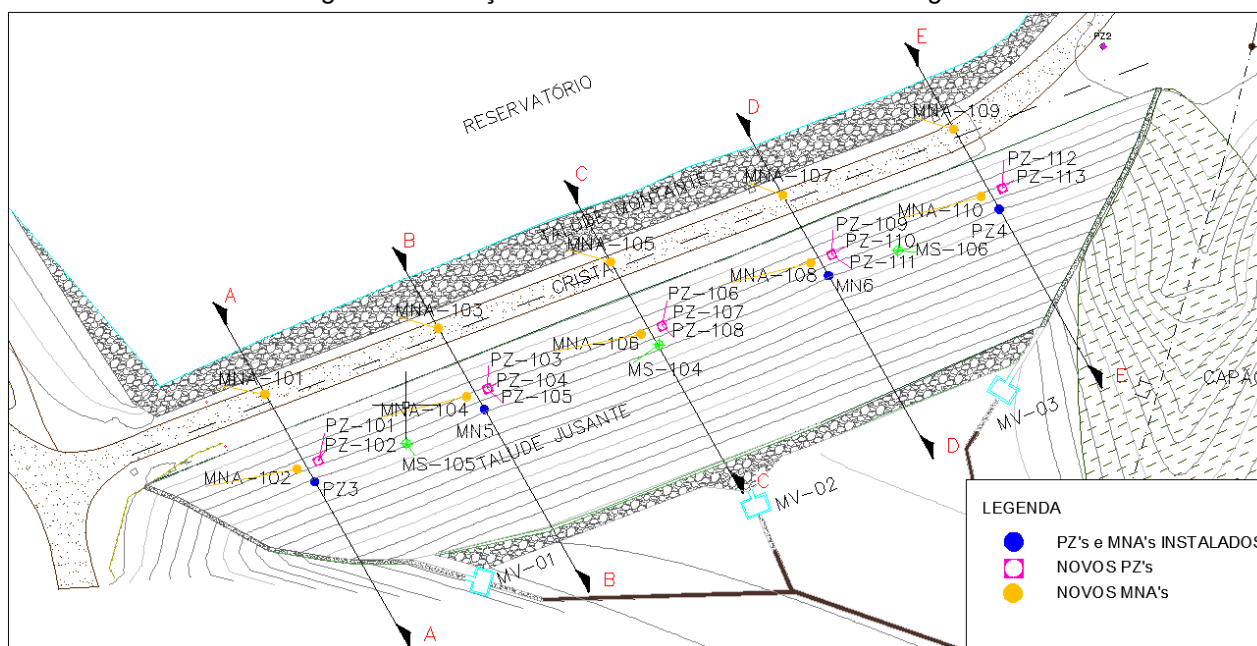 PZ2
E
RESERVATÓRIO
MNA-109
D
PZ-112
PZ-113
MNA-107
C
TALUDE MONTANTE
MNA-110
PZ4
PZ-109
PZ-110
PZ-111
MS-106
MNA-105
B
CRISTA
MNA-108
MN6
PZ-106
PZ-107
PZ-108
A
MNA-103
MNA-106
MS-104
PZ-103
PZ-104
PZ-105
MNA-101
E
MNA-104
MN5
MV-03
PZ-101
PZ-102
MS-105
TALUDE JUSANTE
D
MNA-102
PZ3
C
MV-02
MV-01
B
A
LEGENDA
PZ's e MNA's INSTALADOS
NOVOS PZ's
NOVOS MNA's